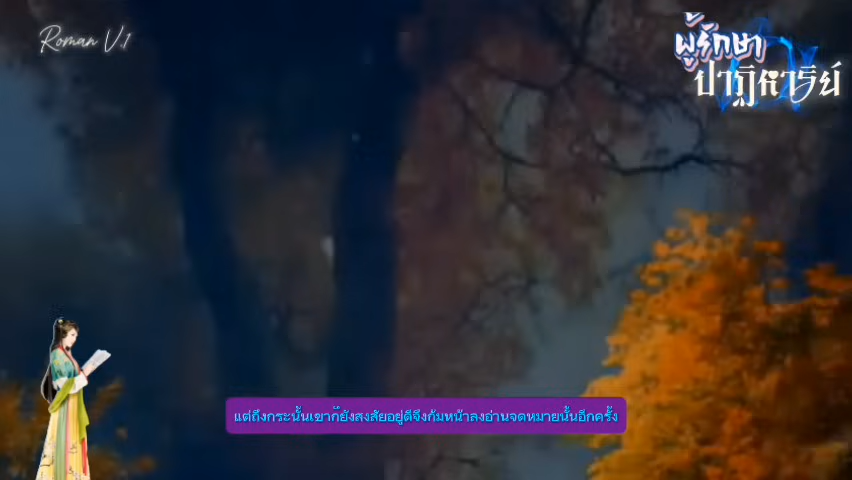 Roman V.1
ผู้รักษา
ปาฏิหาริย์
แต่ถึงกระนั้นเขาก็ยังสงสัยอยู่ดีจึงก้มหน้าลงอ่านจดหมายนั้นอีกครั้ง